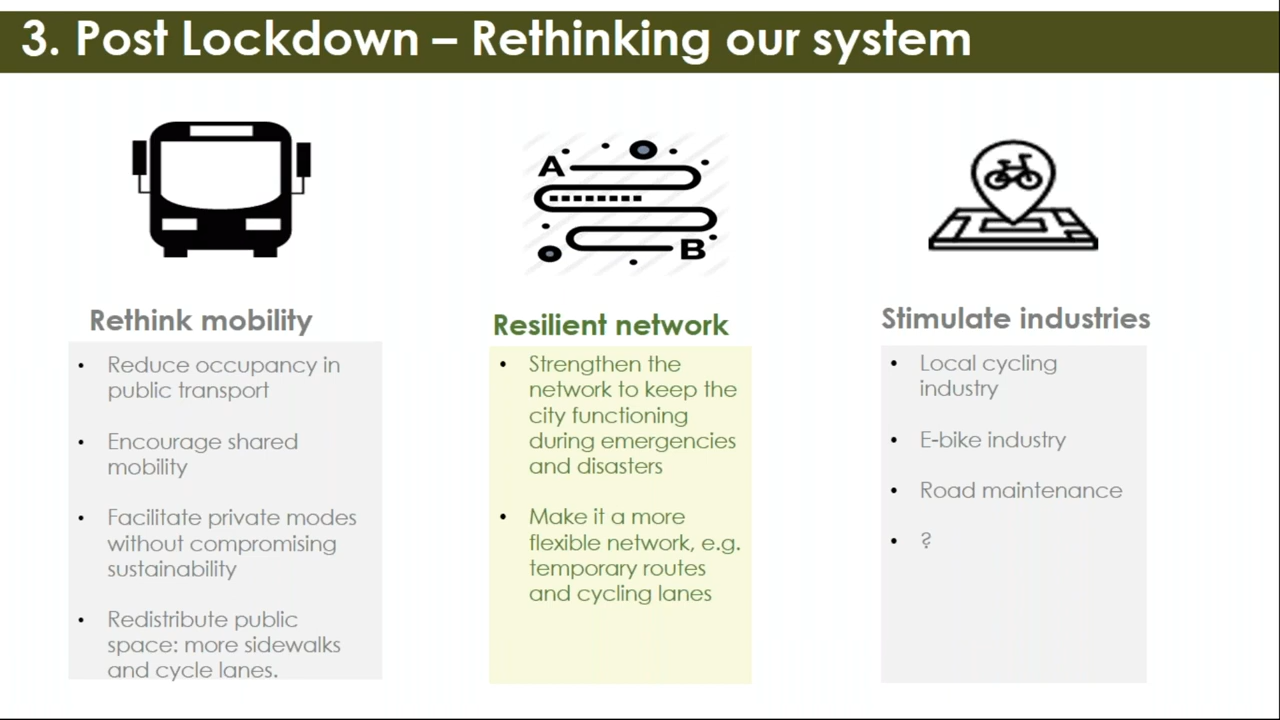 3. Post Lockdown – Rethinking our system
A
B
Rethink mobility
• Reduce occupancy in
public transport
• Encourage shared
mobility
• Facilitate private modes
without compromising
sustainability
• Redistribute public
space: more sidewalks
and cycle lanes.
Resilient network
• Strengthen the
network to keep the
city functioning
during emergencies
and disasters
• Make it a more
flexible network, e.g.
temporary routes
and cycling lanes
Stimulate industries
• Local cycling
industry
• E-bike industry
• Road maintenance
• ?